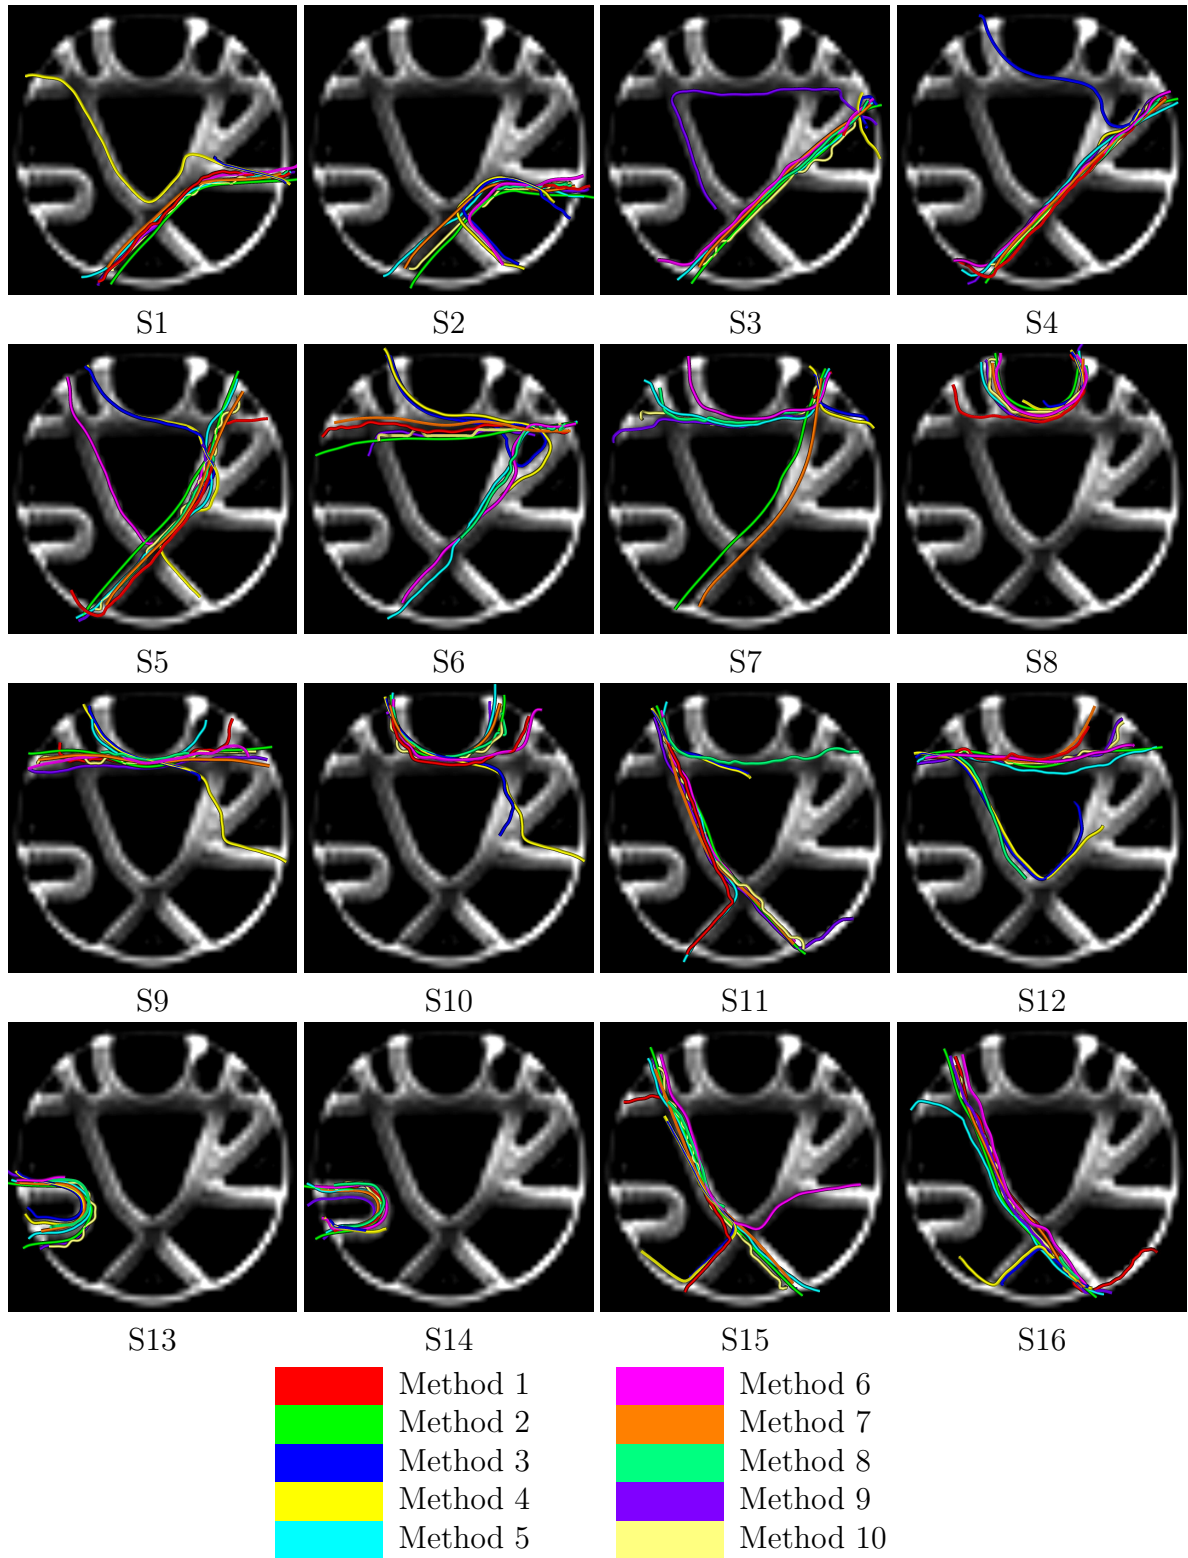 S1 S2 S3 S4
S5 S6 S7 S8
S9 S10 S11 S12
S13 S14 S15 S16
Method 1 Method 6
Method 2 Method 7
Method 3 Method 8
Method 4 Method 9
Method 5 Method 10